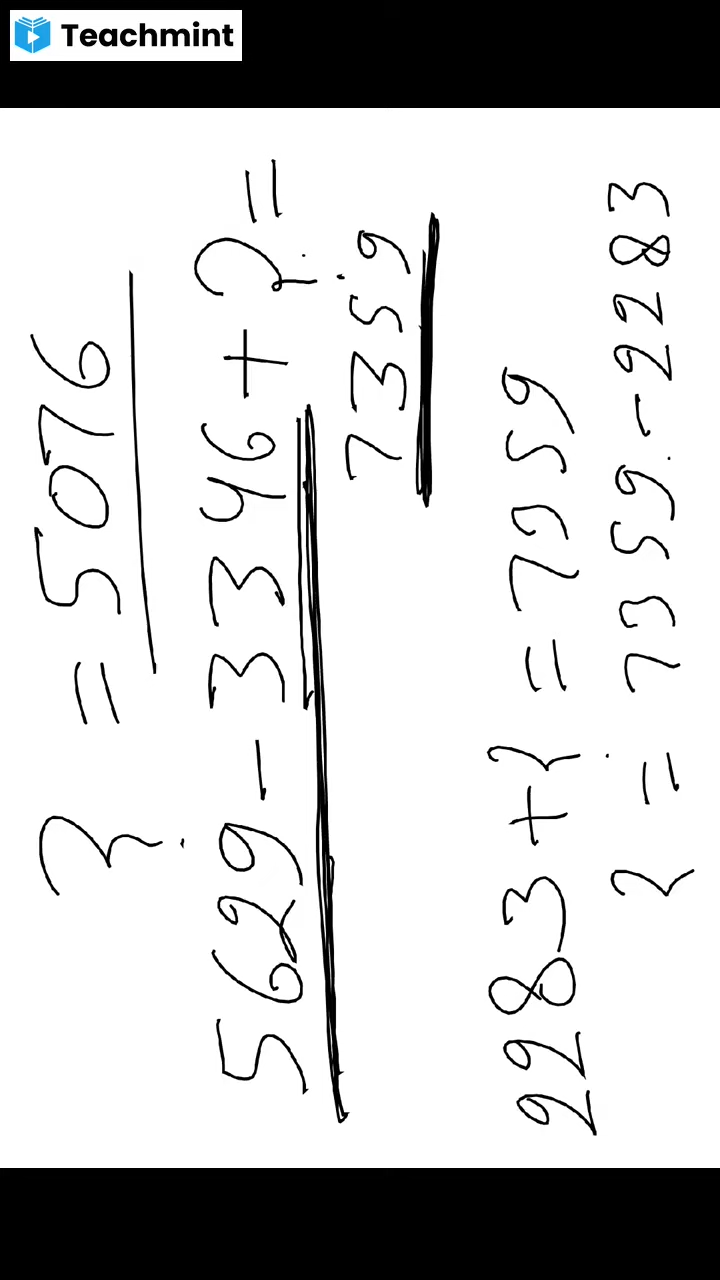 Teachmint
? = 5076
5629 - 3346 + ? =
7359
2283 + ? = 7359
? = 7359 - 2283